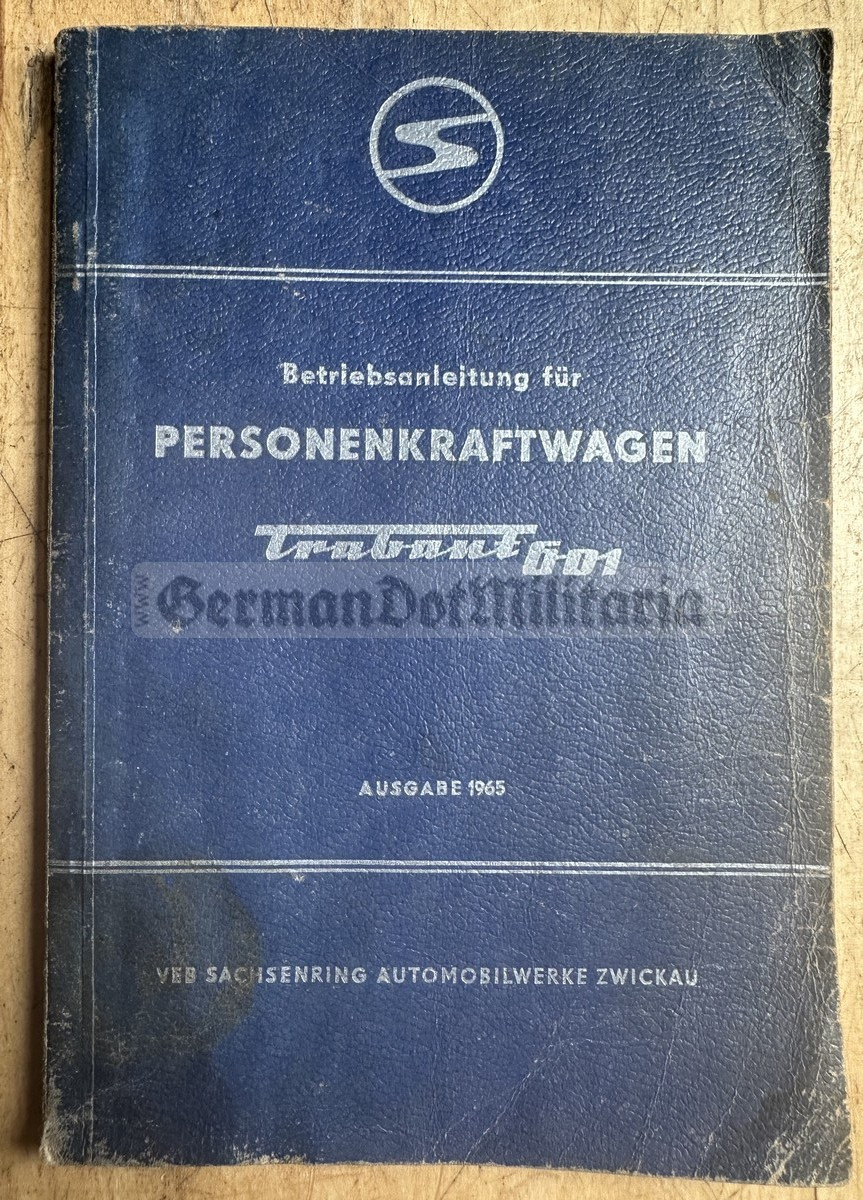 Betriebsanleitung für
PERSONENKRAFTWAGEN
Trabant 601
www GermanDotMilitaria
AUSGABE 1965
VEB SACHSENRING AUTOMOBILWERKE ZWICKAU